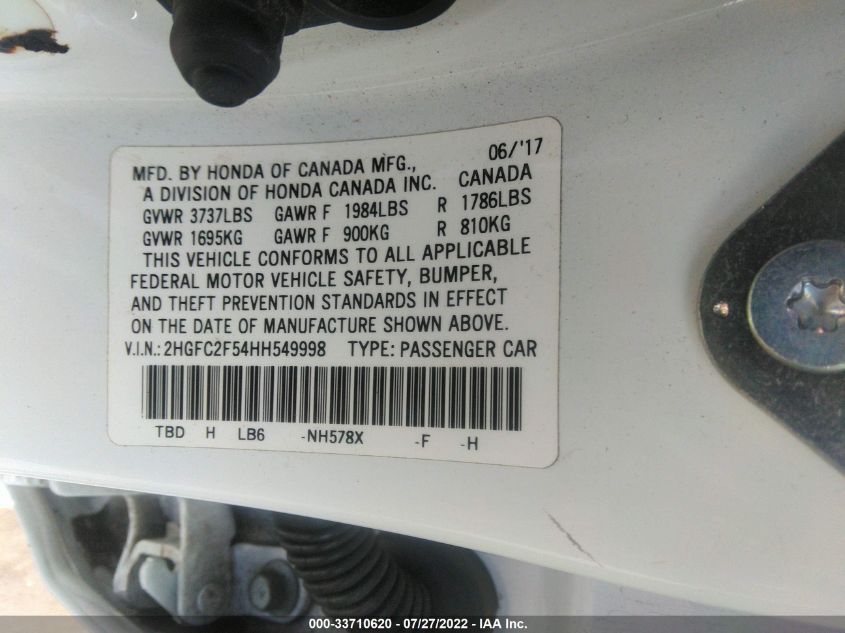 06/'17
MFD. BY HONDA OF CANADA MFG.,
A DIVISION OF HONDA CANADA INC. CANADA
GVWR 3737LBS GAWR F 1984LBS R 1786LBS
GVWR 1695KG GAWR F 900KG R 810KG
THIS VEHICLE CONFORMS TO ALL APPLICABLE
FEDERAL MOTOR VEHICLE SAFETY, BUMPER,
AND THEFT PREVENTION STANDARDS IN EFFECT
ON THE DATE OF MANUFACTURE SHOWN ABOVE.
V.I.N.: 2HGFC2F54HH549998 TYPE: PASSENGER CAR
TBD H LB6 -NH578X -F -H
000-33710620 / 07/27/2022 - IAA Inc.